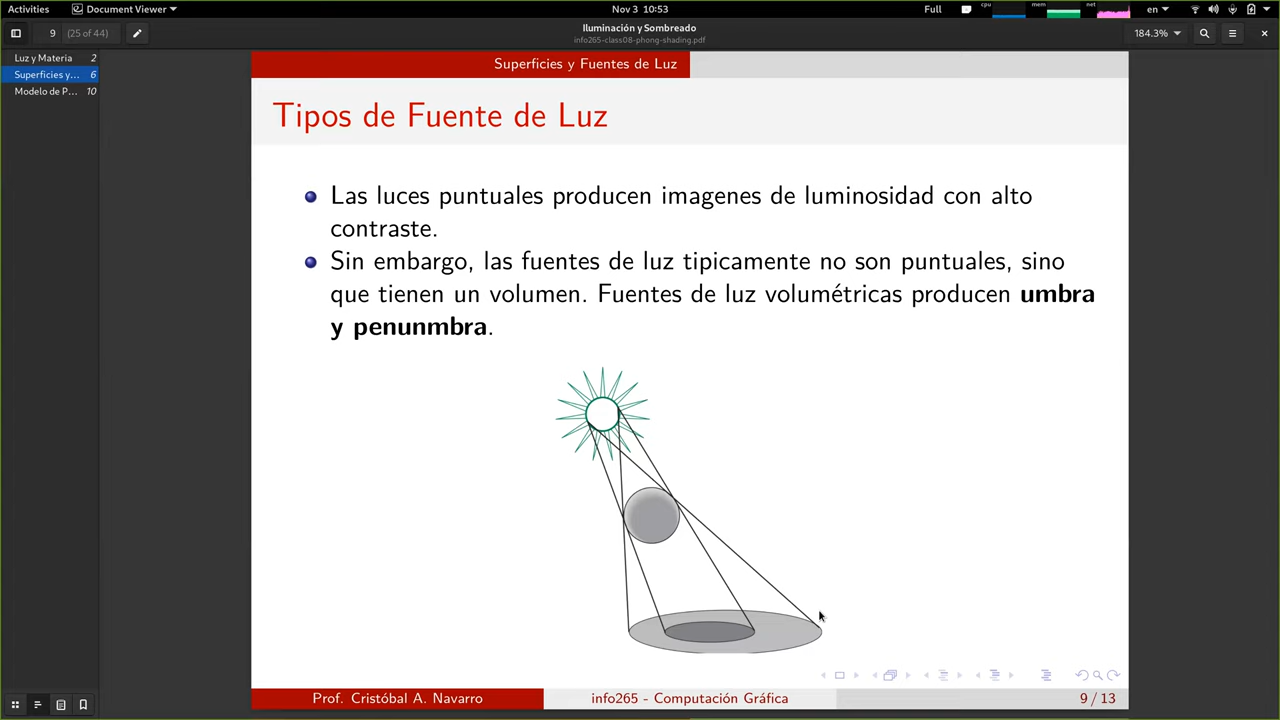 Activities
Document Viewer
Nov 3 10:53
Full
cpu
mem
net
en
9
(25 of 44)
Iluminación y Sombreado
info265-class08-phong-shading.pdf
184.3%
Luz y Materia 2
Superficies y... 6
Modelo de P... 10
Superficies y Fuentes de Luz
Tipos de Fuente de Luz
Las luces puntuales producen imagenes de luminosidad con alto
contraste.
Sin embargo, las fuentes de luz tipicamente no son puntuales, sino
que tienen un volumen. Fuentes de luz volumétricas producen umbra
y penunmbra.
Prof. Cristóbal A. Navarro
info265 - Computación Gráfica
9 / 13